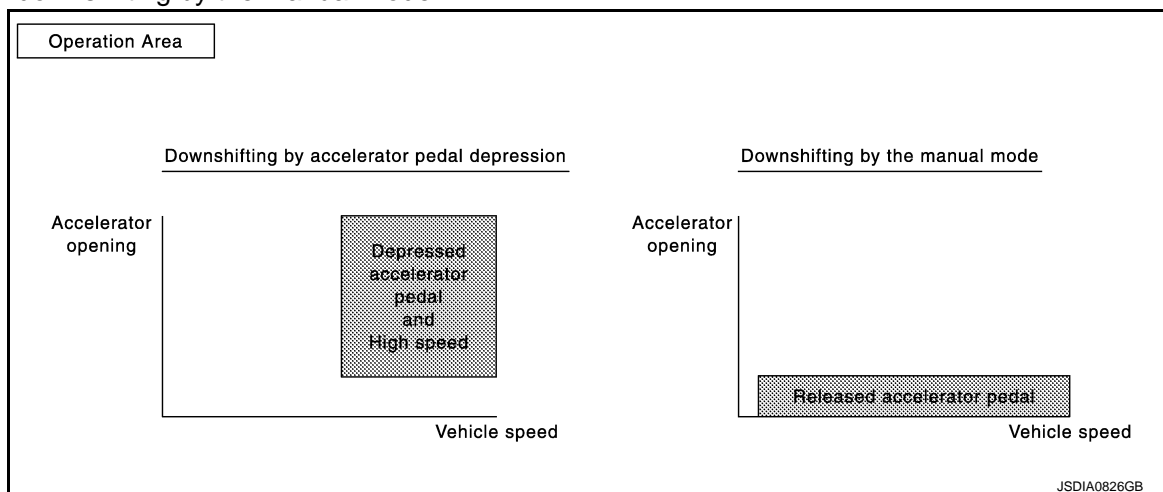 Operation Area
Downshifting by accelerator pedal depression
Accelerator
opening
Depressed
accelerator
pedal
and
High speed
Vehicle speed
Downshifting by the manual mode
Accelerator
opening
Released accelerator pedal
Vehicle speed
JSDIA0826GB